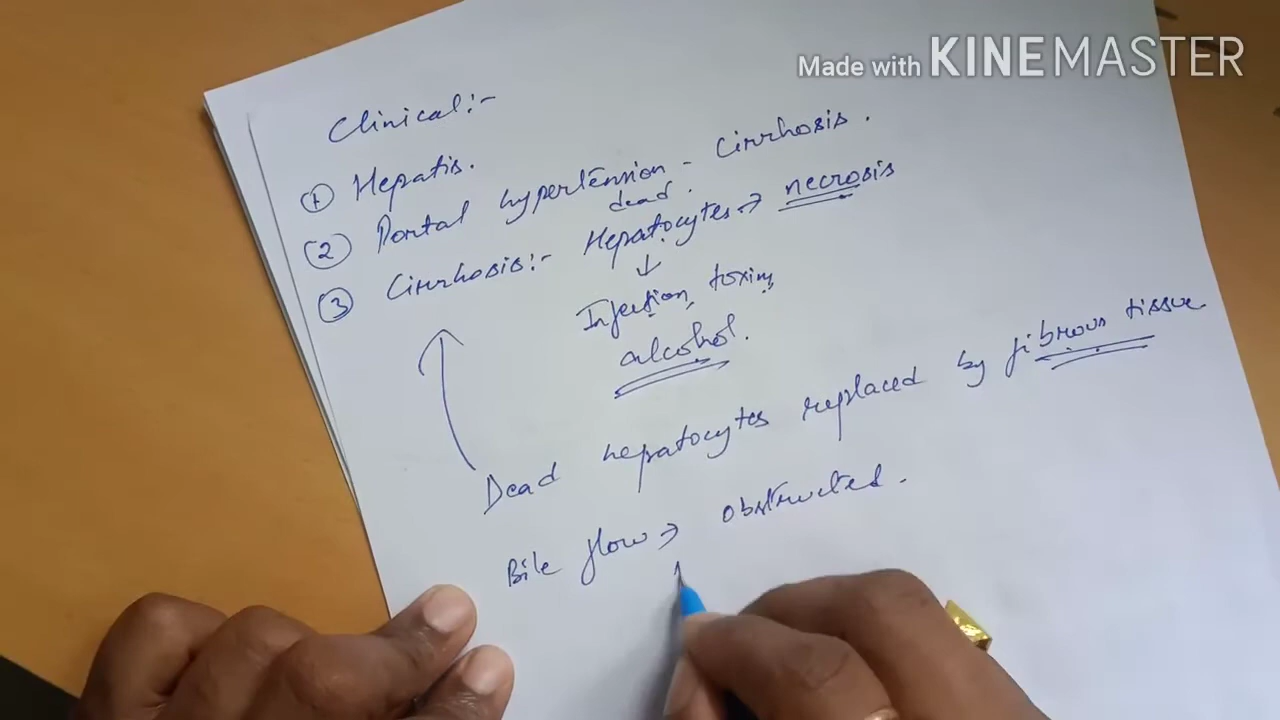 Made with KINEMASTER
Clinical:-
① Hepatis.
② Portal hypertension - Cirrhosis.
dead.
③ Cirrhosis:- Hepatocytes → necrosis
↓
Infection, toxins,
alcohol.
Dead hepatocytes replaced by fibrous tissue
Bile flow → obstructed.